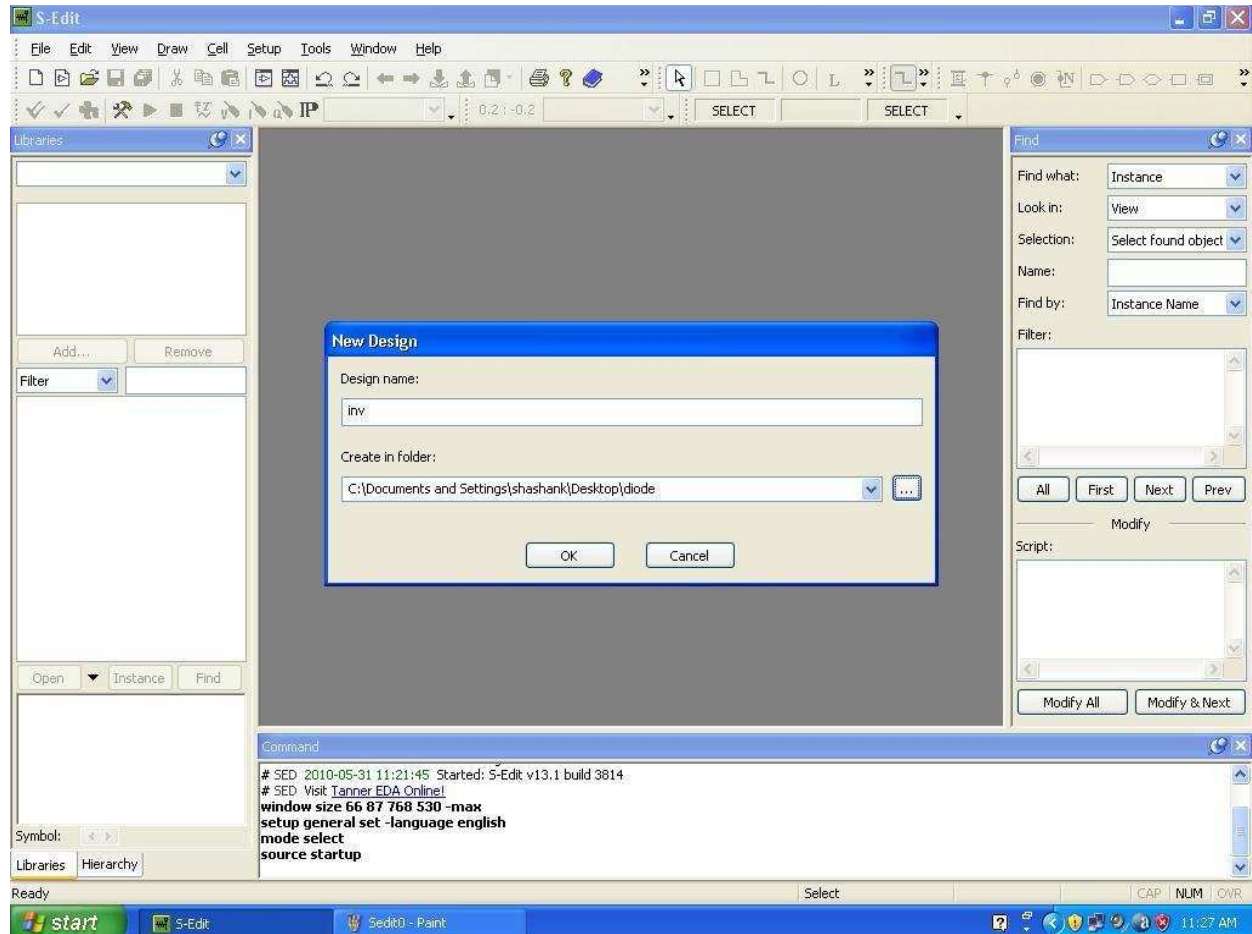 S-Edit
File Edit View Draw Cell Setup Tools Window Help
IP 0.2 : -0.2 SELECT SELECT
Libraries
Add... Remove
Filter
Open Instance Find
Symbol:
Libraries Hierarchy
New Design
Design name:
inv
Create in folder:
C:\Documents and Settings\shashank\Desktop\diode
...
OK Cancel
Find
Find what: Instance
Look in: View
Selection: Select found object
Name:
Find by: Instance Name
Filter:
All First Next Prev
Modify
Script:
Modify All Modify & Next
Command
# SED 2010-05-31 11:21:45 Started: S-Edit v13.1 build 3814
# SED Visit Tanner EDA Online!
window size 66 87 768 530 -max
setup general set -language english
mode select
source startup
Ready Select CAP NUM OVR
start S-Edit Sedit0 - Paint 11:27 AM